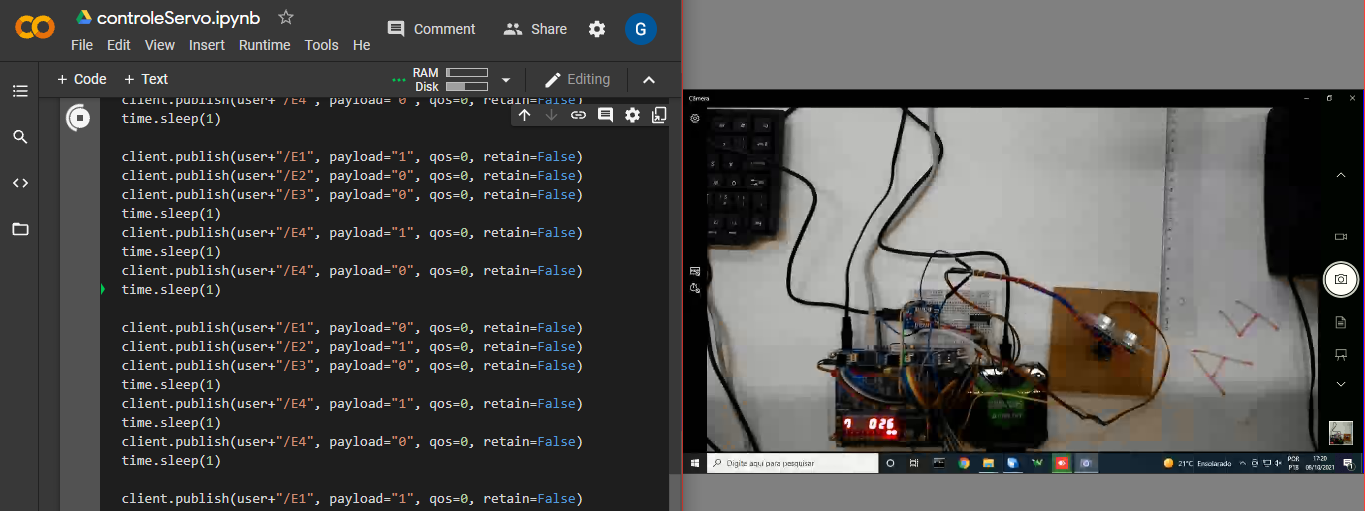 controleServo.ipynb
Comment
Share
G
File Edit View Insert Runtime Tools He
+ Code + Text
RAM
Disk
Editing
client.publish(user+"/E4", payload="0", qos=0, retain=False)
time.sleep(1)
client.publish(user+"/E1", payload="1", qos=0, retain=False)
client.publish(user+"/E2", payload="0", qos=0, retain=False)
client.publish(user+"/E3", payload="0", qos=0, retain=False)
time.sleep(1)
client.publish(user+"/E4", payload="1", qos=0, retain=False)
time.sleep(1)
client.publish(user+"/E4", payload="0", qos=0, retain=False)
time.sleep(1)
client.publish(user+"/E1", payload="0", qos=0, retain=False)
client.publish(user+"/E2", payload="1", qos=0, retain=False)
client.publish(user+"/E3", payload="0", qos=0, retain=False)
time.sleep(1)
client.publish(user+"/E4", payload="1", qos=0, retain=False)
time.sleep(1)
client.publish(user+"/E4", payload="0", qos=0, retain=False)
time.sleep(1)
client.publish(user+"/E1", payload="1", qos=0, retain=False)
Câmera
A
7 026
Digite aqui para pesquisar
21°C Ensolarado
POR
PTB
17:20
08/10/2021